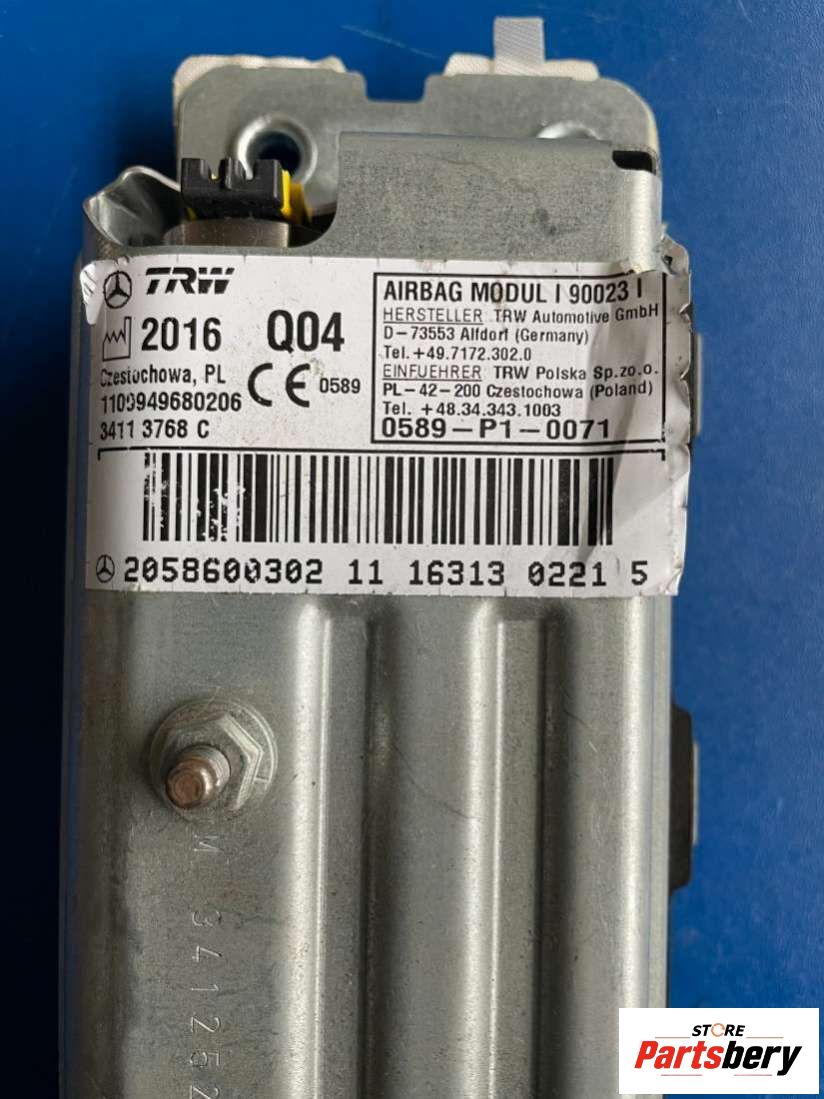 TRW
2016 Q04
Czestochowa, PL
1109949680206
3411 3768 C
CE 0589
AIRBAG MODUL I 90023 I
HERSTELLER TRW Automotive GmbH
D-73553 Alfdorf (Germany)
Tel. +49.7172.302.0
EINFUEHRER TRW Polska Sp.zo.o.
PL-42-200 Czestochowa (Poland)
Tel. +48.34.343.1003
0589-P1-0071
2058600302 11 16313 0221 5
M 341252
STORE
Partsbery